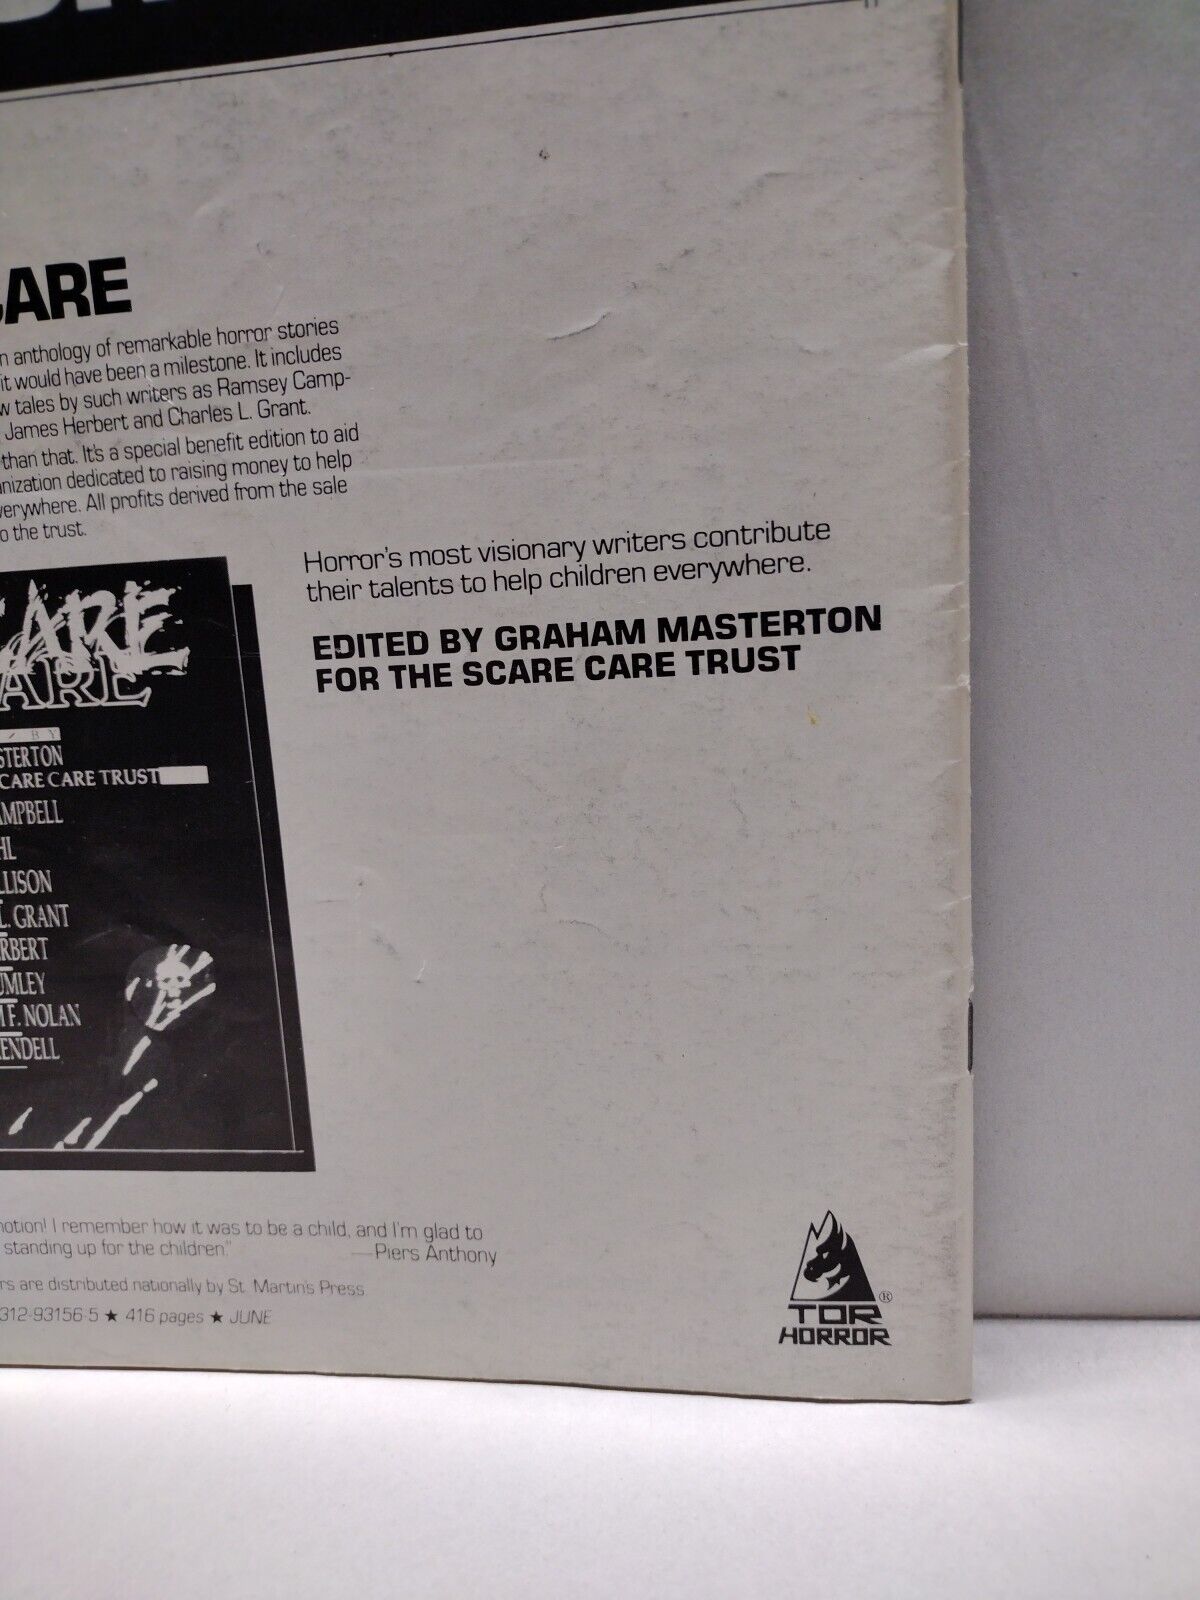 ARE
anthology of remarkable horror stories
it would have been a milestone. It includes
tales by such writers as Ramsey Camp-
James Herbert and Charles L. Grant.
than that. It's a special benefit edition to aid
dedicated to raising money to help
All profits derived from the sale
the trust.
Horror's most visionary writers contribute
their talents to help children everywhere.
EDITED BY GRAHAM MASTERTON
FOR THE SCARE CARE TRUST
ARE
ARE
BY
STERTON
CARE CARE TRUST
AMPBELL
HL
LLISON
L. GRANT
RBERT
UMLEY
F. NOLAN
ENDELL
otion! I remember how it was to be a child, and I'm glad to
standing up for the children."
—Piers Anthony
rs are distributed nationally by St. Martin's Press
312-93156-5 ★ 416 pages ★ JUNE
TOR ®
HORROR